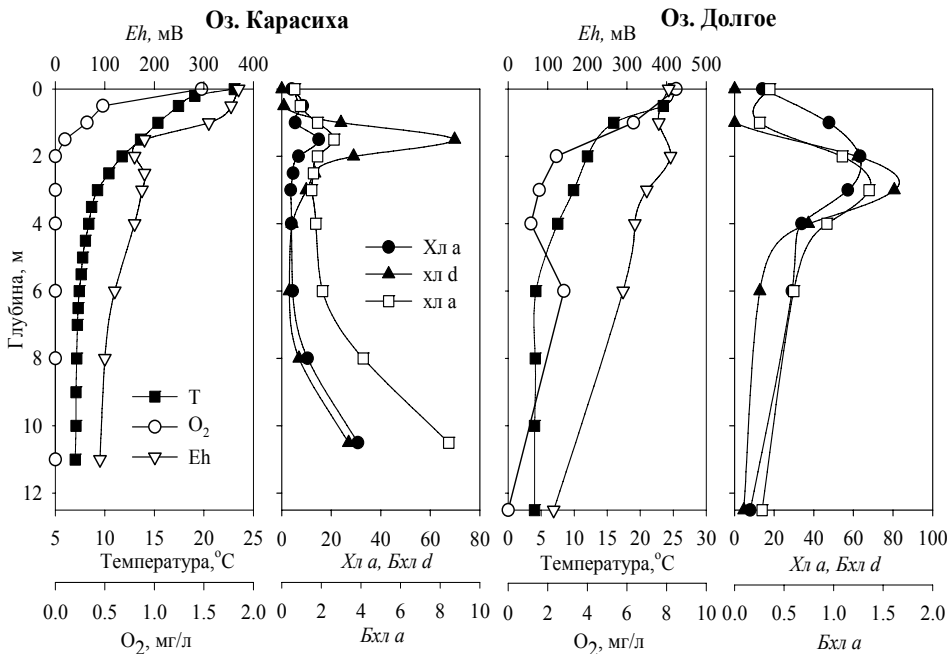 Оз. Карасиха
Оз. Долгое
Eh, мВ
Eh, мВ
0 100 200 300 400
0 100 200 300 400 500
Глубина, м
0
2
4
6
8
10
12
Хл a
хл d
хл a
T
O2
Eh
5 10 15 20 25
0 20 40 60 80
0 5 10 15 20 25 30
0 20 40 60 80 100
Температура,°C
Хл a, Бхл d
Температура,°C
Хл a, Бхл d
0.0 0.5 1.0 1.5 2.0
0 2 4 6 8 10
0 2 4 6 8 10
0 0.5 1.0 1.5 2.0
O2, мг/л
Бхл a
O2, мг/л
Бхл a